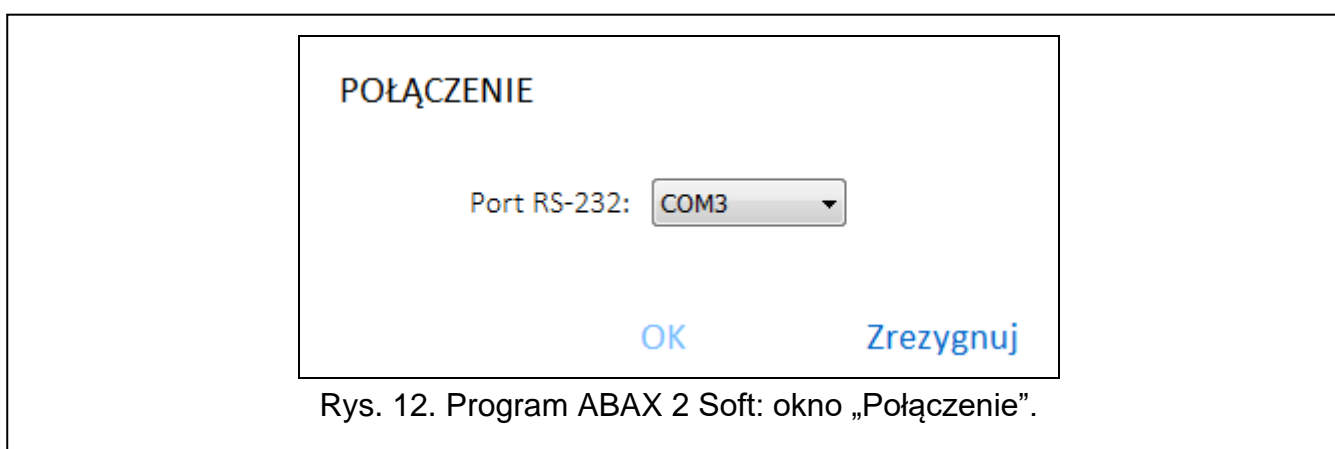 POŁĄCZENIE
Port RS-232: COM3
OK Zrezygnuj
Rys. 12. Program ABAX 2 Soft: okno „Połączenie”.